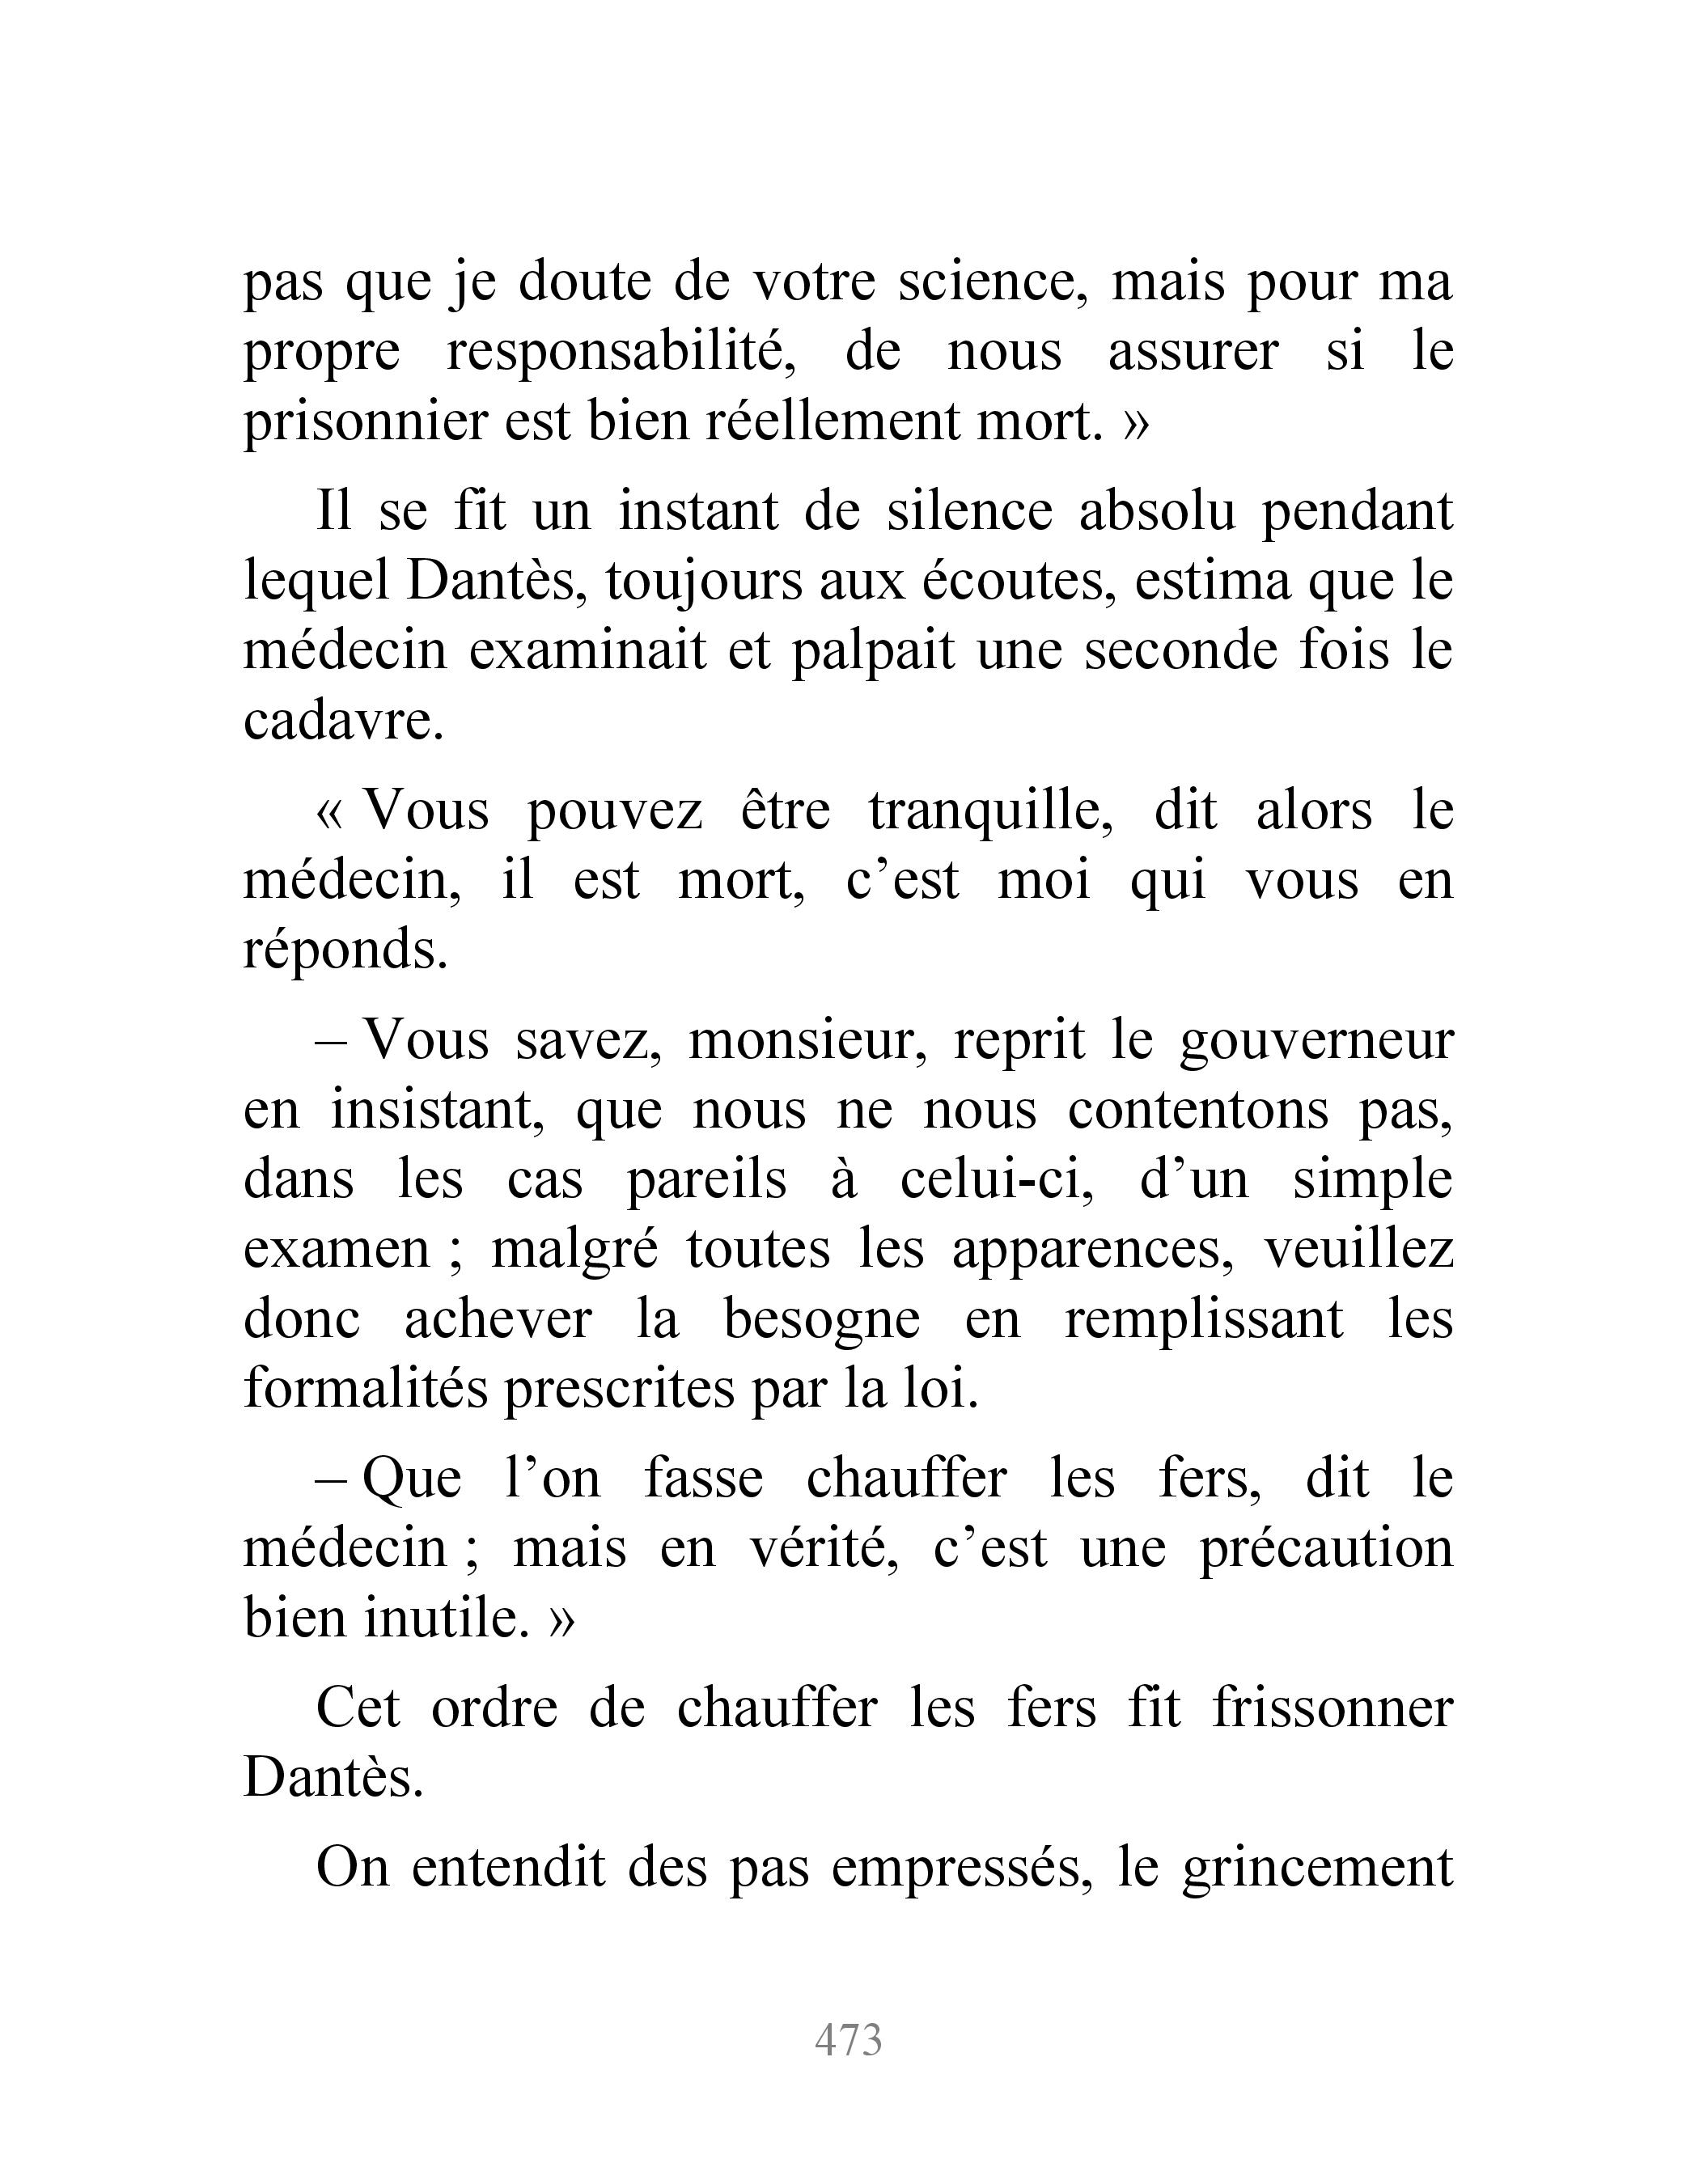 pas que je doute de votre science, mais pour ma
propre responsabilité, de nous assurer si le
prisonnier est bien réellement mort. »
Il se fit un instant de silence absolu pendant
lequel Dantès, toujours aux écoutes, estima que le
médecin examinait et palpait une seconde fois le
cadavre.
« Vous pouvez être tranquille, dit alors le
médecin, il est mort, c’est moi qui vous en
réponds.
– Vous savez, monsieur, reprit le gouverneur
en insistant, que nous ne nous contentons pas,
dans les cas pareils à celui-ci, d’un simple
examen ; malgré toutes les apparences, veuillez
donc achever la besogne en remplissant les
formalités prescrites par la loi.
– Que l’on fasse chauffer les fers, dit le
médecin ; mais en vérité, c’est une précaution
bien inutile. »
Cet ordre de chauffer les fers fit frissonner
Dantès.
On entendit des pas empressés, le grincement
473